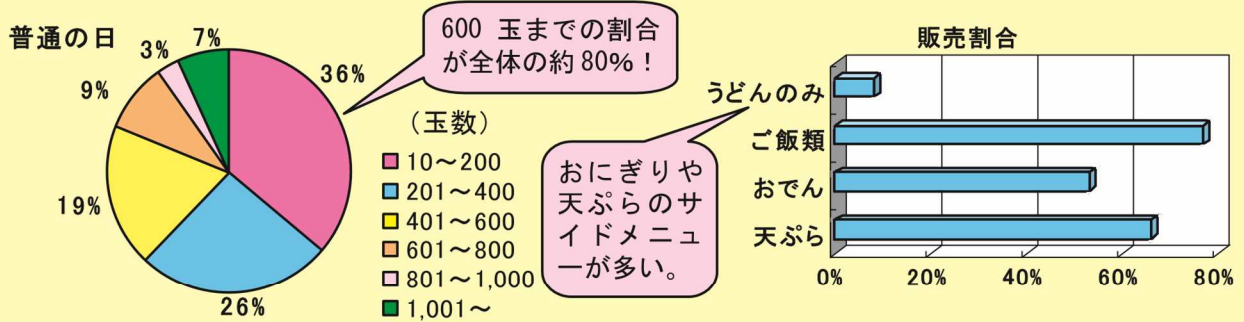 普通の日
36%
26%
19%
9%
3%
7%
600 玉までの割合
が全体の約80%！
（玉数）
10～200
201～400
401～600
601～800
801～1,000
1,001～
おにぎりや
天ぷらのサ
イドメニュ
ーが多い。
販売割合
うどんのみ
ご飯類
おでん
天ぷら
0%
20%
40%
60%
80%